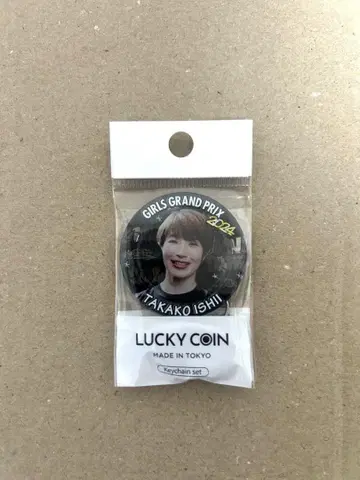 GIRLS GRAND PRIX
2024
TAKAKO ISHII
LUCKY COIN
MADE IN TOKYO
Keychain set